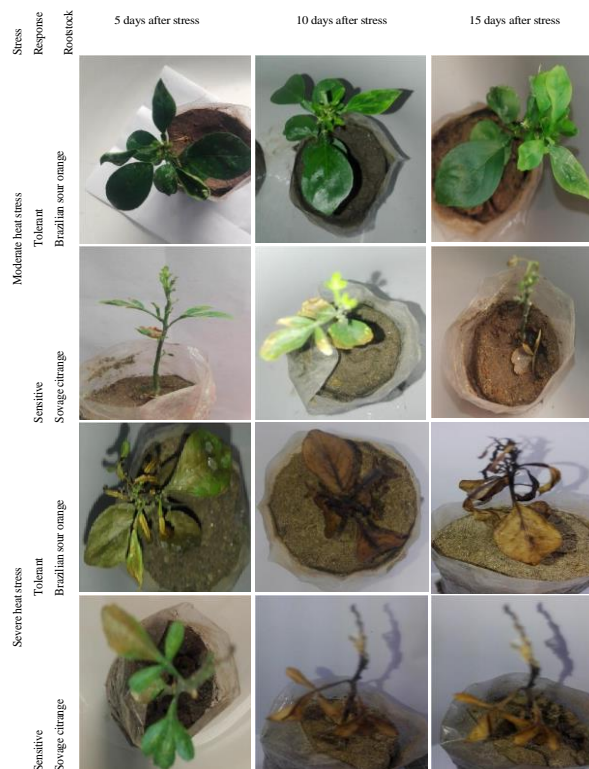 Stress
Response
Rootstock
5 days after stress
10 days after stress
15 days after stress
Moderate heat stress
Tolerant
Brazilian sour orange
Sensitive
Sovage citrange
Severe heat stress
Tolerant
Brazilian sour orange
Sensitive
Sovage citrange